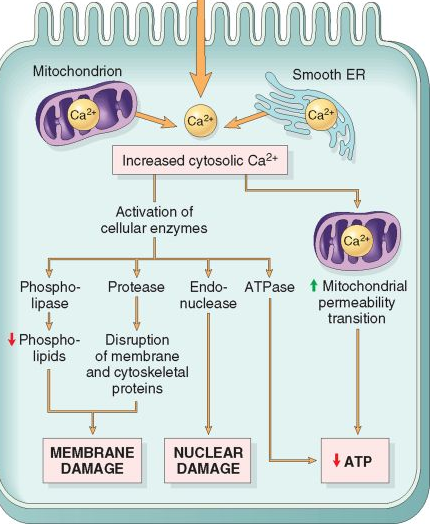 Mitochondrion
Smooth ER
Ca2+
Ca2+
Ca2+
Increased cytosolic Ca2+
Activation of
cellular enzymes
Ca2+
Phospho-
lipase
Protease
Endo-
nuclease
ATPase
↑ Mitochondrial
permeability
transition
↓ Phospho-
lipids
Disruption
of membrane
and cytoskeletal
proteins
MEMBRANE
DAMAGE
NUCLEAR
DAMAGE
↓ ATP